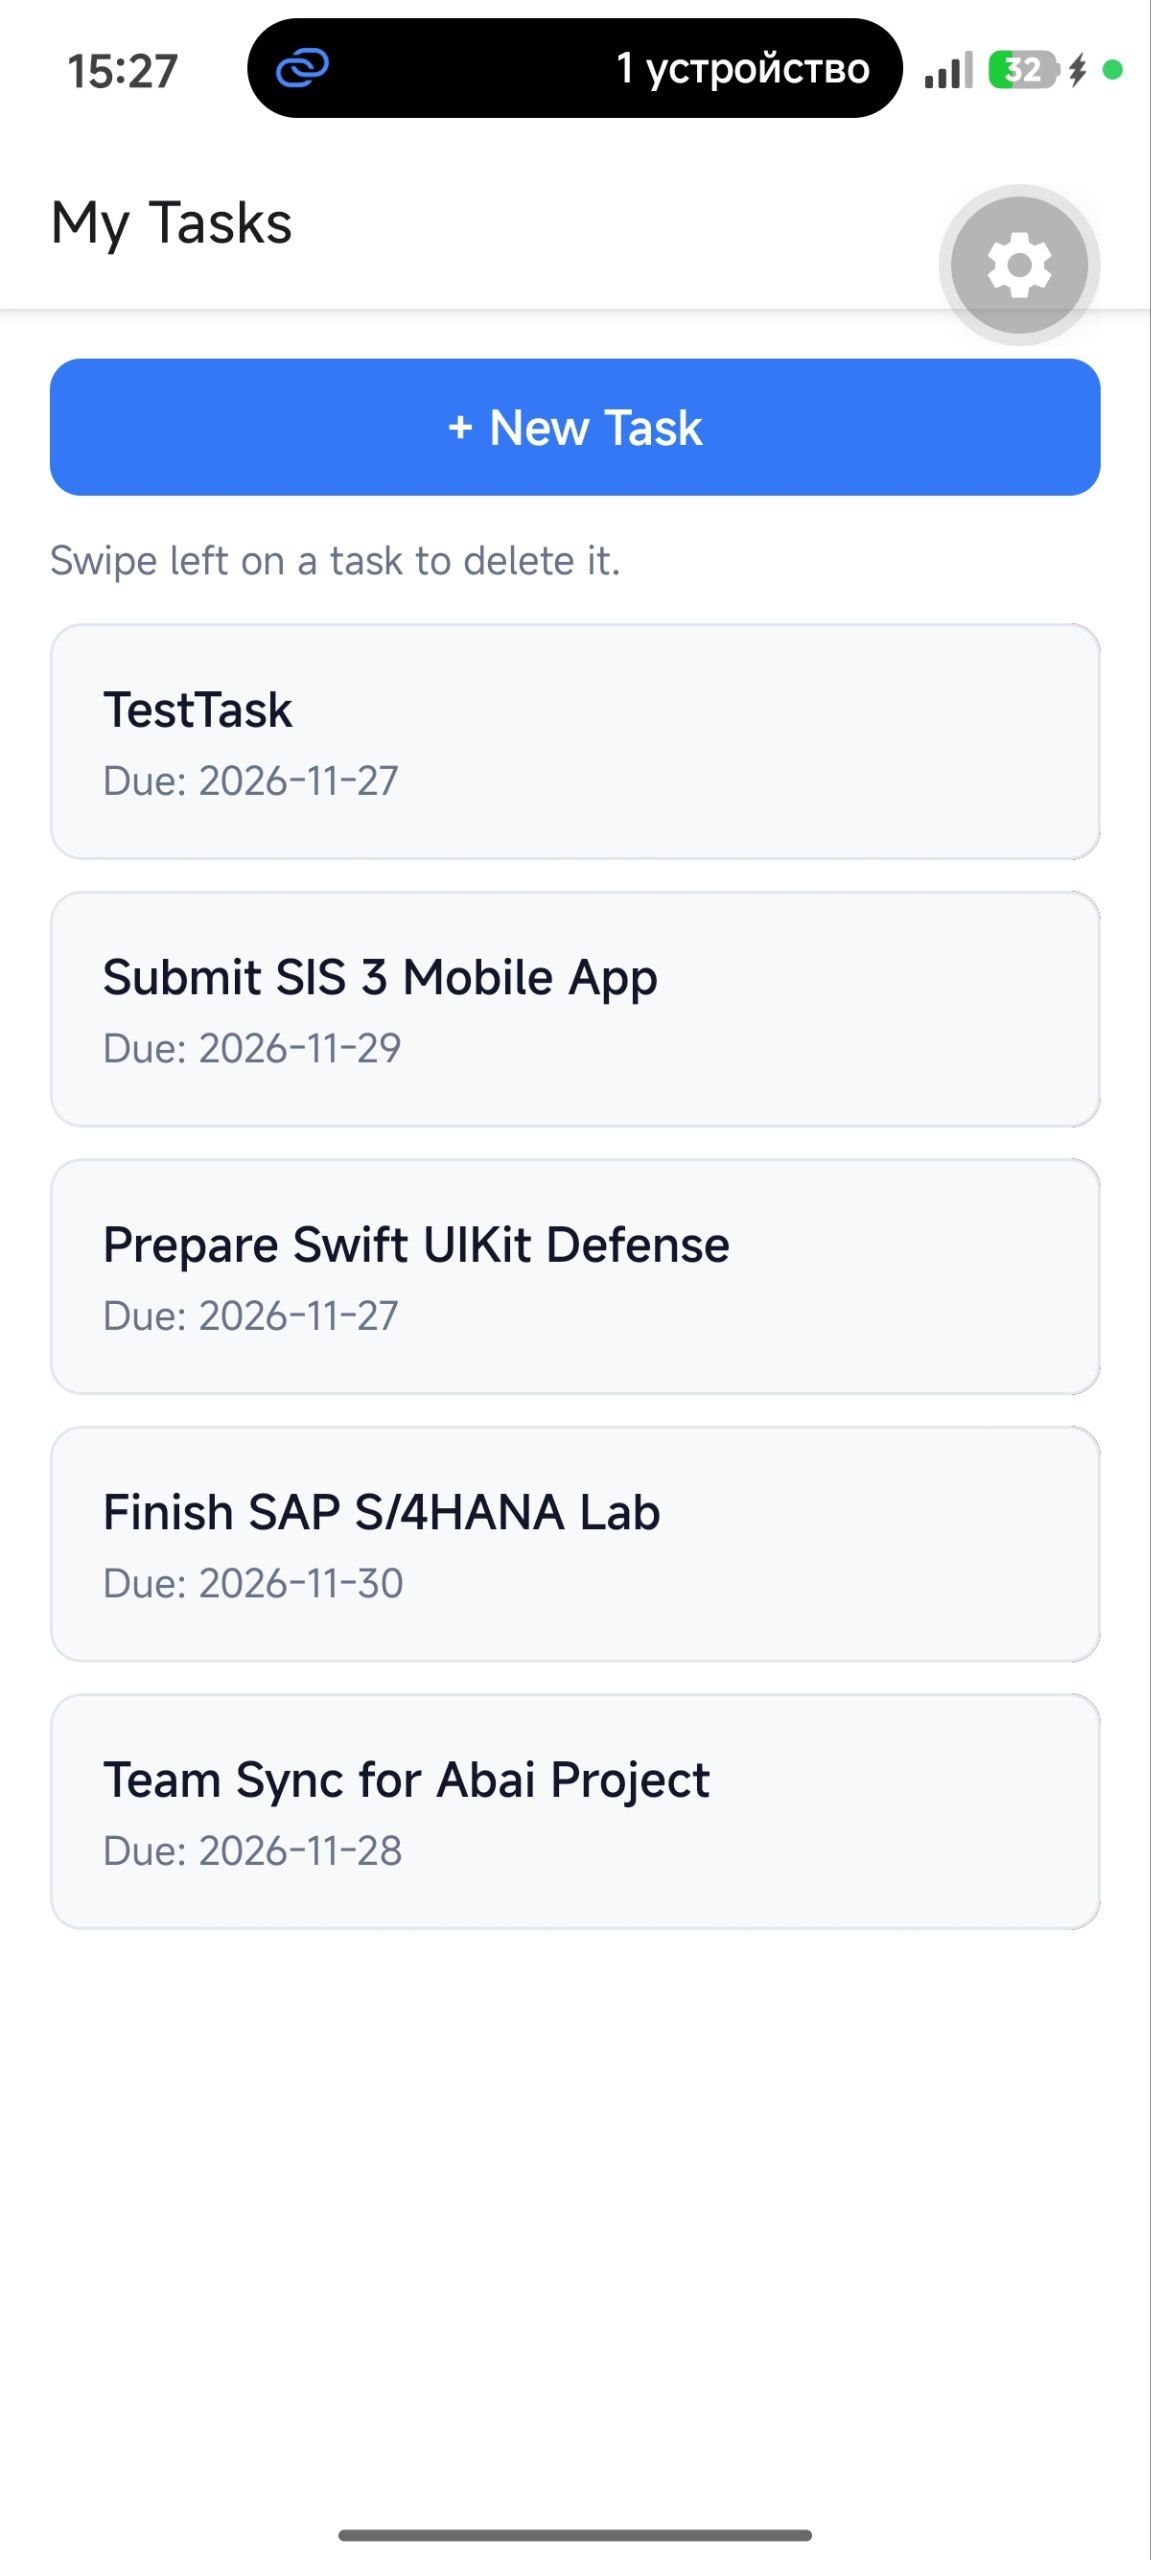 15:27
1 устройство
32
My Tasks
+ New Task
Swipe left on a task to delete it.
TestTask
Due: 2026-11-27
Submit SIS 3 Mobile App
Due: 2026-11-29
Prepare Swift UIKit Defense
Due: 2026-11-27
Finish SAP S/4HANA Lab
Due: 2026-11-30
Team Sync for Abai Project
Due: 2026-11-28